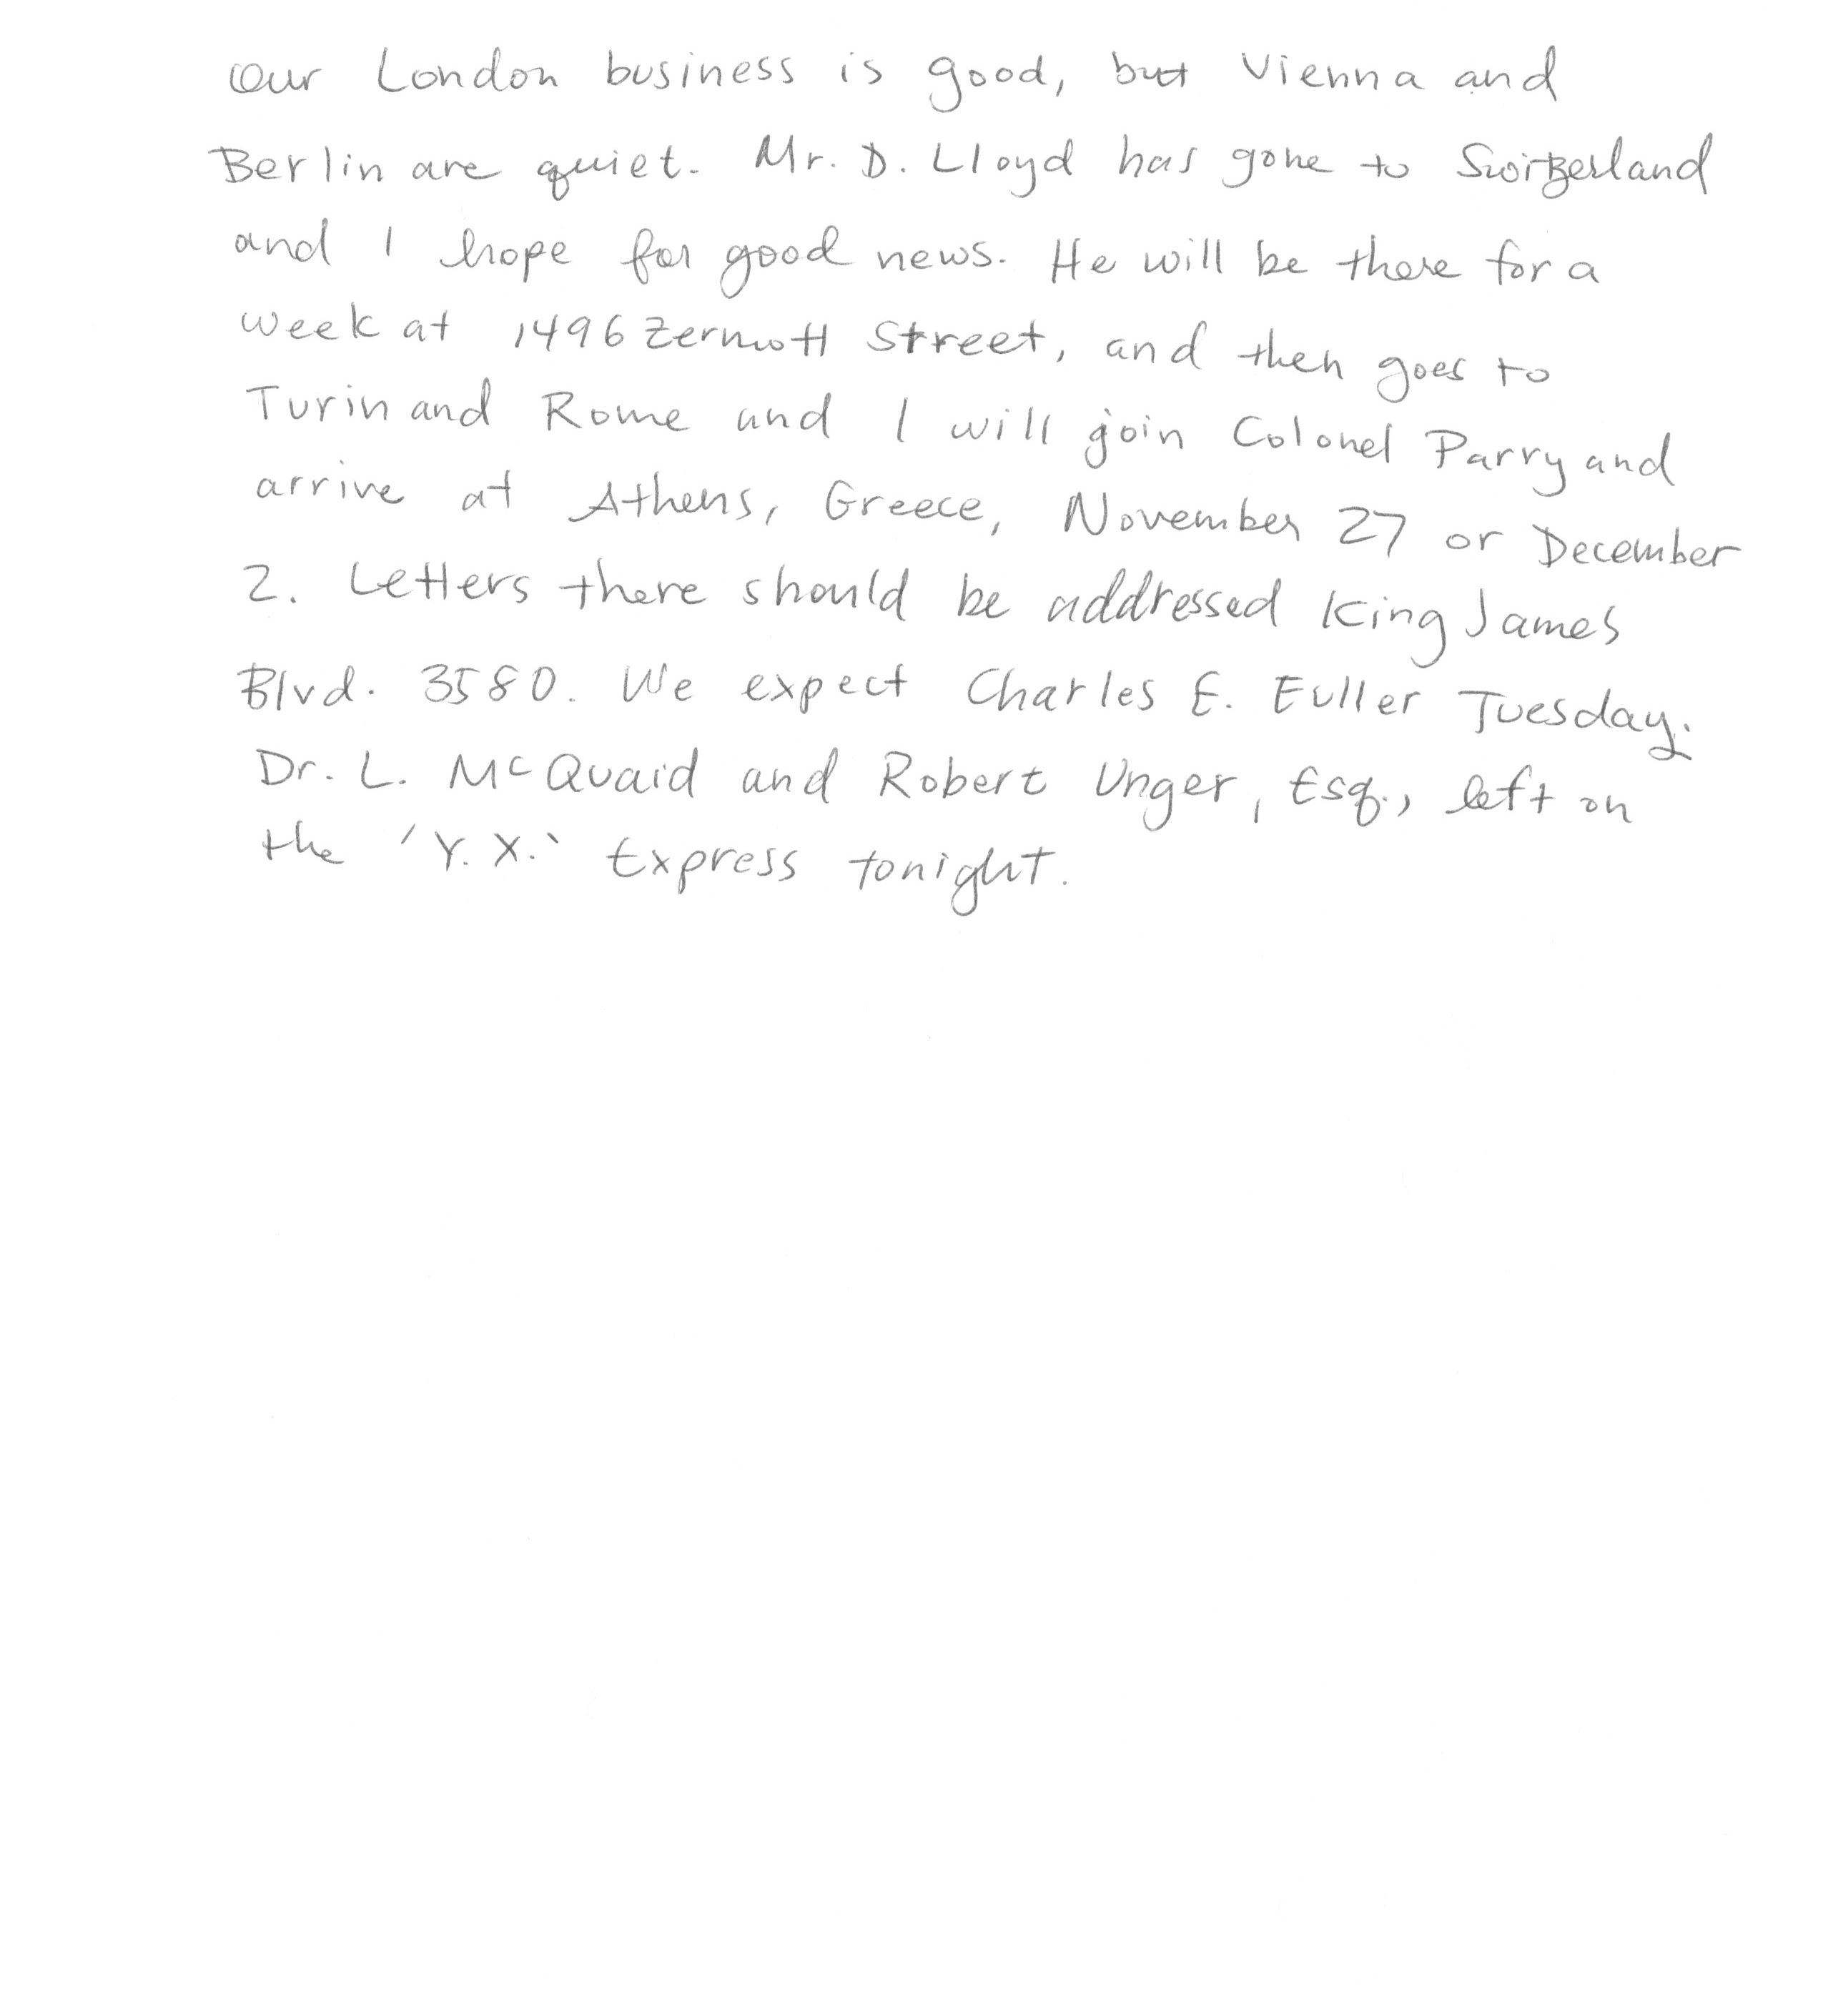 Our London business is good, but Vienna and
Berlin are quiet. Mr. D. Lloyd has gone to Switzerland
and I hope for good news. He will be there for a
week at 1496 Zermott Street, and then goes to
Turin and Rome and I will join Colonel Parry and
arrive at Athens, Greece, November 27 or December
2. Letters there should be addressed King James
Blvd. 3580. We expect Charles E. Fuller Tuesday.
Dr. L. McQuaid and Robert Unger, Esq., left on
the 'Y.X.' Express tonight.